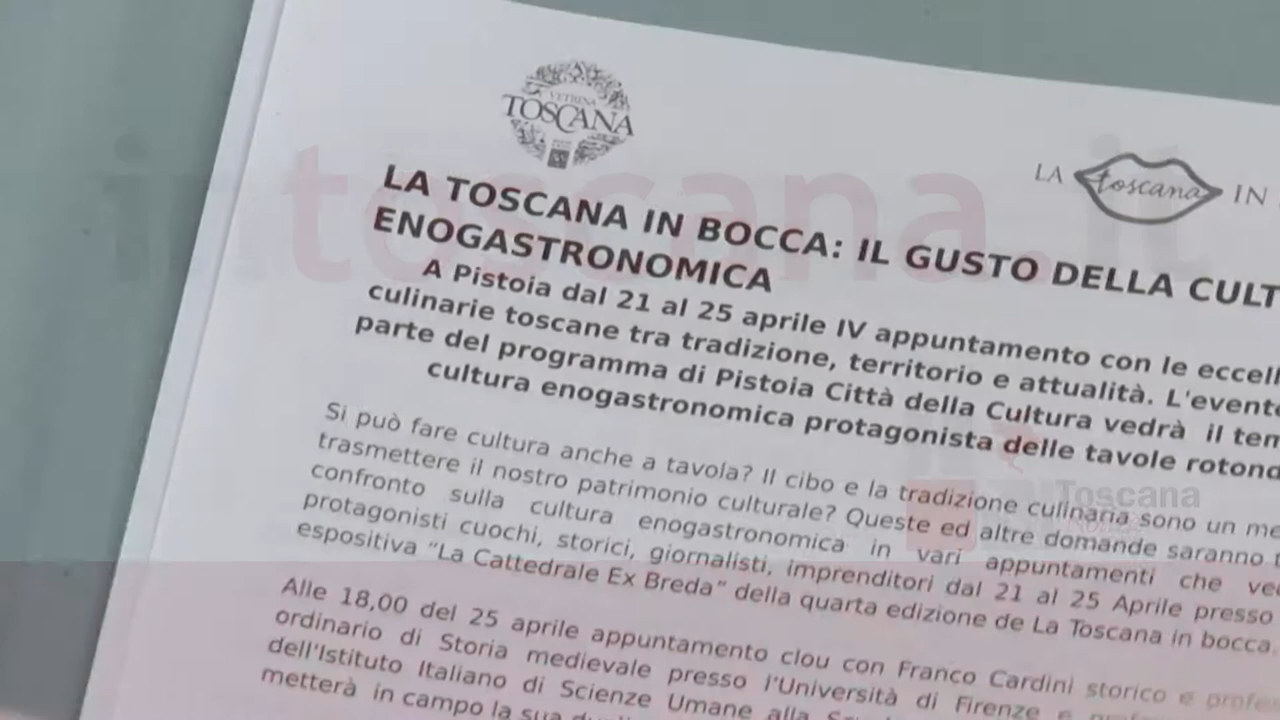 VETRINA
TOSCANA
LA toscana IN
intoscana.it
LA TOSCANA IN BOCCA: IL GUSTO DELLA CULT
ENOGASTRONOMICA
A Pistoia dal 21 al 25 aprile IV appuntamento con le eccell
culinarie toscane tra tradizione, territorio e attualità. L'evento
parte del programma di Pistoia Città della Cultura vedrà il tem
cultura enogastronomica protagonista delle tavole rotond
Si può fare cultura anche a tavola? Il cibo e la tradizione culinaria sono un me
trasmettere il nostro patrimonio culturale? Queste ed altre domande saranno
confronto sulla cultura enogastronomica in vari appuntamenti che ve
protagonisti cuochi, storici, giornalisti, imprenditori dal 21 al 25 Aprile presso
espositiva “La Cattedrale Ex Breda” della quarta edizione de La Toscana in bocca.
Toscana
Alle 18,00 del 25 aprile appuntamento clou con Franco Cardini storico e profes
ordinario di Storia medievale presso l'Università di Firenze e
dell'Istituto Italiano di Scienze Umane alla
metterà in campo la sua